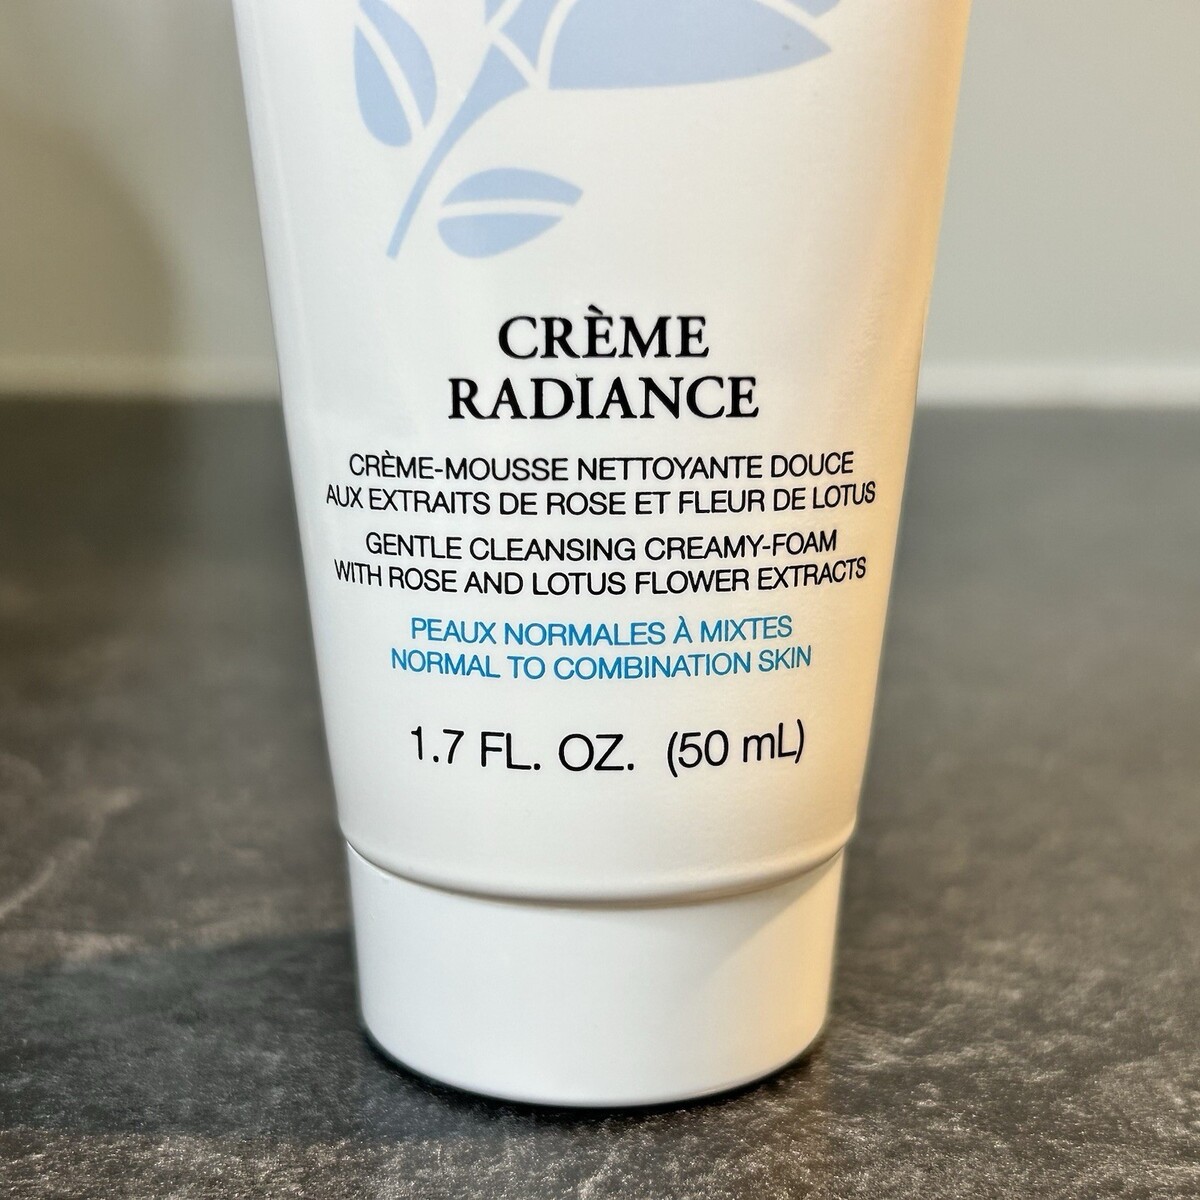 CRÈME
RADIANCE
CRÈME-MOUSSE NETTOYANTE DOUCE
AUX EXTRAITS DE ROSE ET FLEUR DE LOTUS
GENTLE CLEANSING CREAMY-FOAM
WITH ROSE AND LOTUS FLOWER EXTRACTS
PEAUX NORMALES À MIXTES
NORMAL TO COMBINATION SKIN
1.7 FL. OZ. (50 mL)